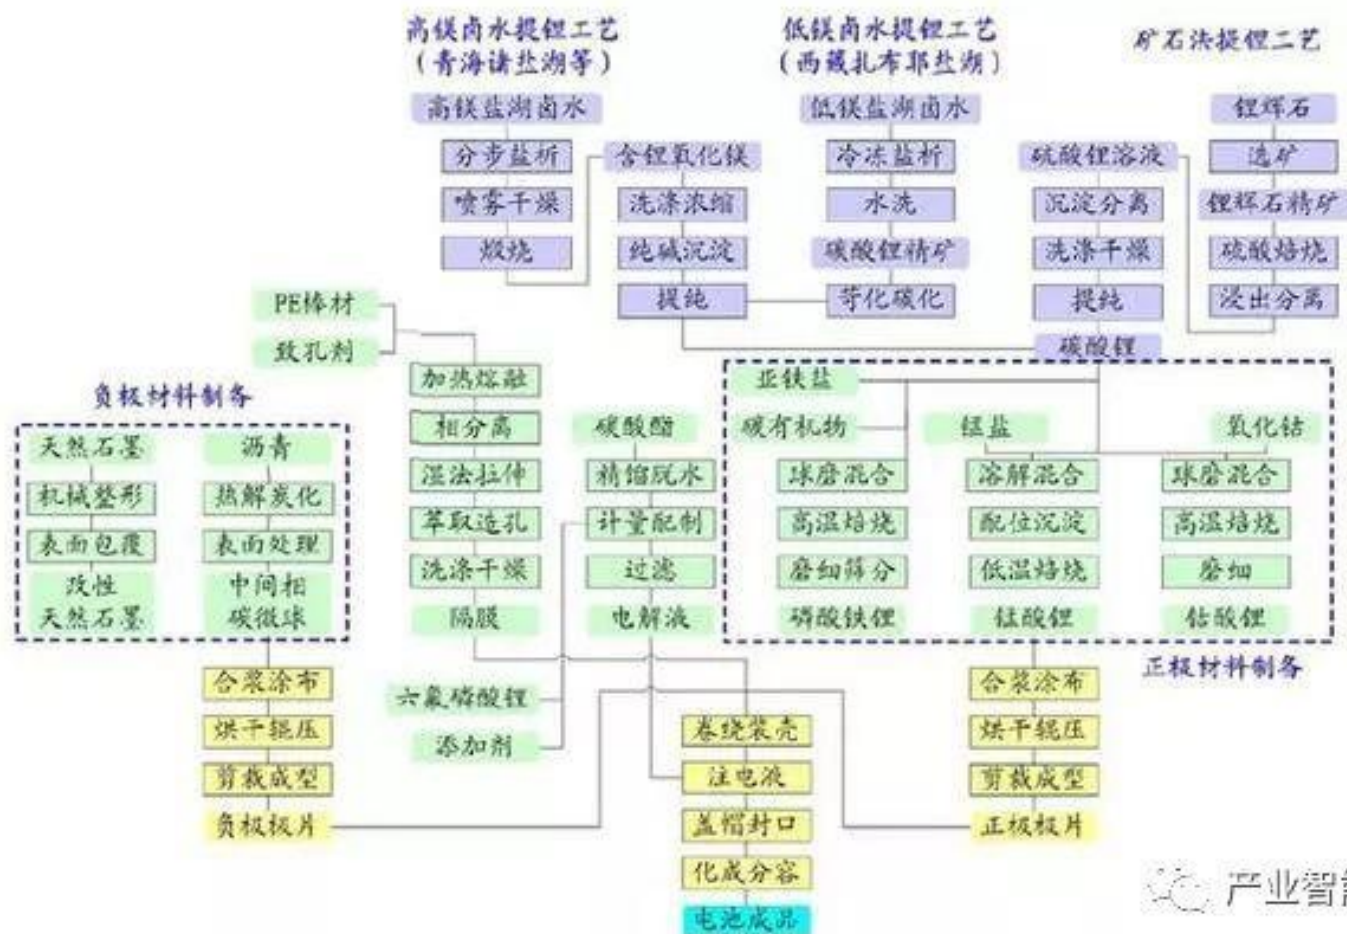 高镁卤水提锂工艺
(青海诸盐湖等)
低镁卤水提锂工艺
(西藏扎布耶盐湖)
矿石法提锂工艺
高镁盐湖卤水
低镁盐湖卤水
锂辉石
分步盐析
含锂氧化镁
冷冻盐析
硫酸锂溶液
选矿
喷雾干燥
洗涤浓缩
水洗
沉淀分离
锂辉石精矿
煅烧
纯碱沉淀
碳酸锂精矿
洗涤干燥
硫酸焙烧
提纯
苛化碳化
提纯
浸出分离
碳酸锂
PE棒材
致孔剂
负极材料制备
加热熔融
亚铁盐
相分离
碳酸酯
碳有机物
锰盐
氧化钴
天然石墨
沥青
湿法拉伸
精馏脱水
球磨混合
溶解混合
球磨混合
机械整形
热解炭化
萃取造孔
计量配制
高温焙烧
配位沉淀
高温焙烧
表面包覆
表面处理
洗涤干燥
过滤
磨细筛分
低温焙烧
磨细
改性
天然石墨
中间相
碳微球
隔膜
电解液
磷酸铁锂
锰酸锂
钴酸锂
正极材料制备
合浆涂布
六氟磷酸锂
合浆涂布
烘干辊压
添加剂
卷绕装壳
烘干辊压
剪裁成型
注电液
剪裁成型
负极极片
盖帽封口
正极极片
化成分容
电池成品
产业智